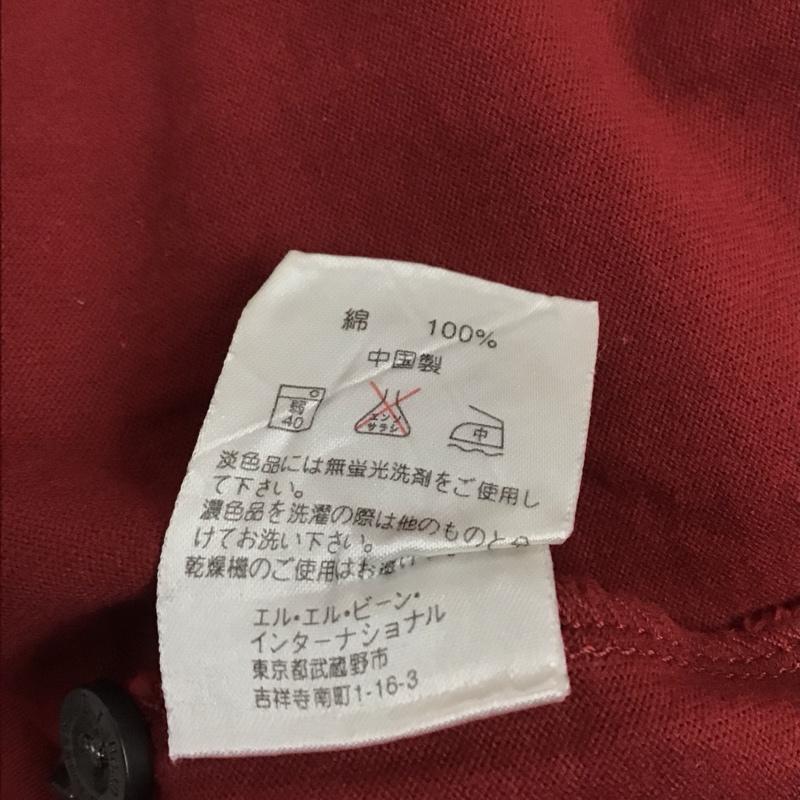 綿 100%
中国製
弱
40
エンソ
サラシ
中
淡色品には無蛍光洗剤をご使用し
て下さい。
濃色品を洗濯の際は他のものと分
けてお洗い下さい。
乾燥機のご使用はお避け
エル・エル・ビーン・
インターナショナル
東京都武蔵野市
吉祥寺南町1-16-3